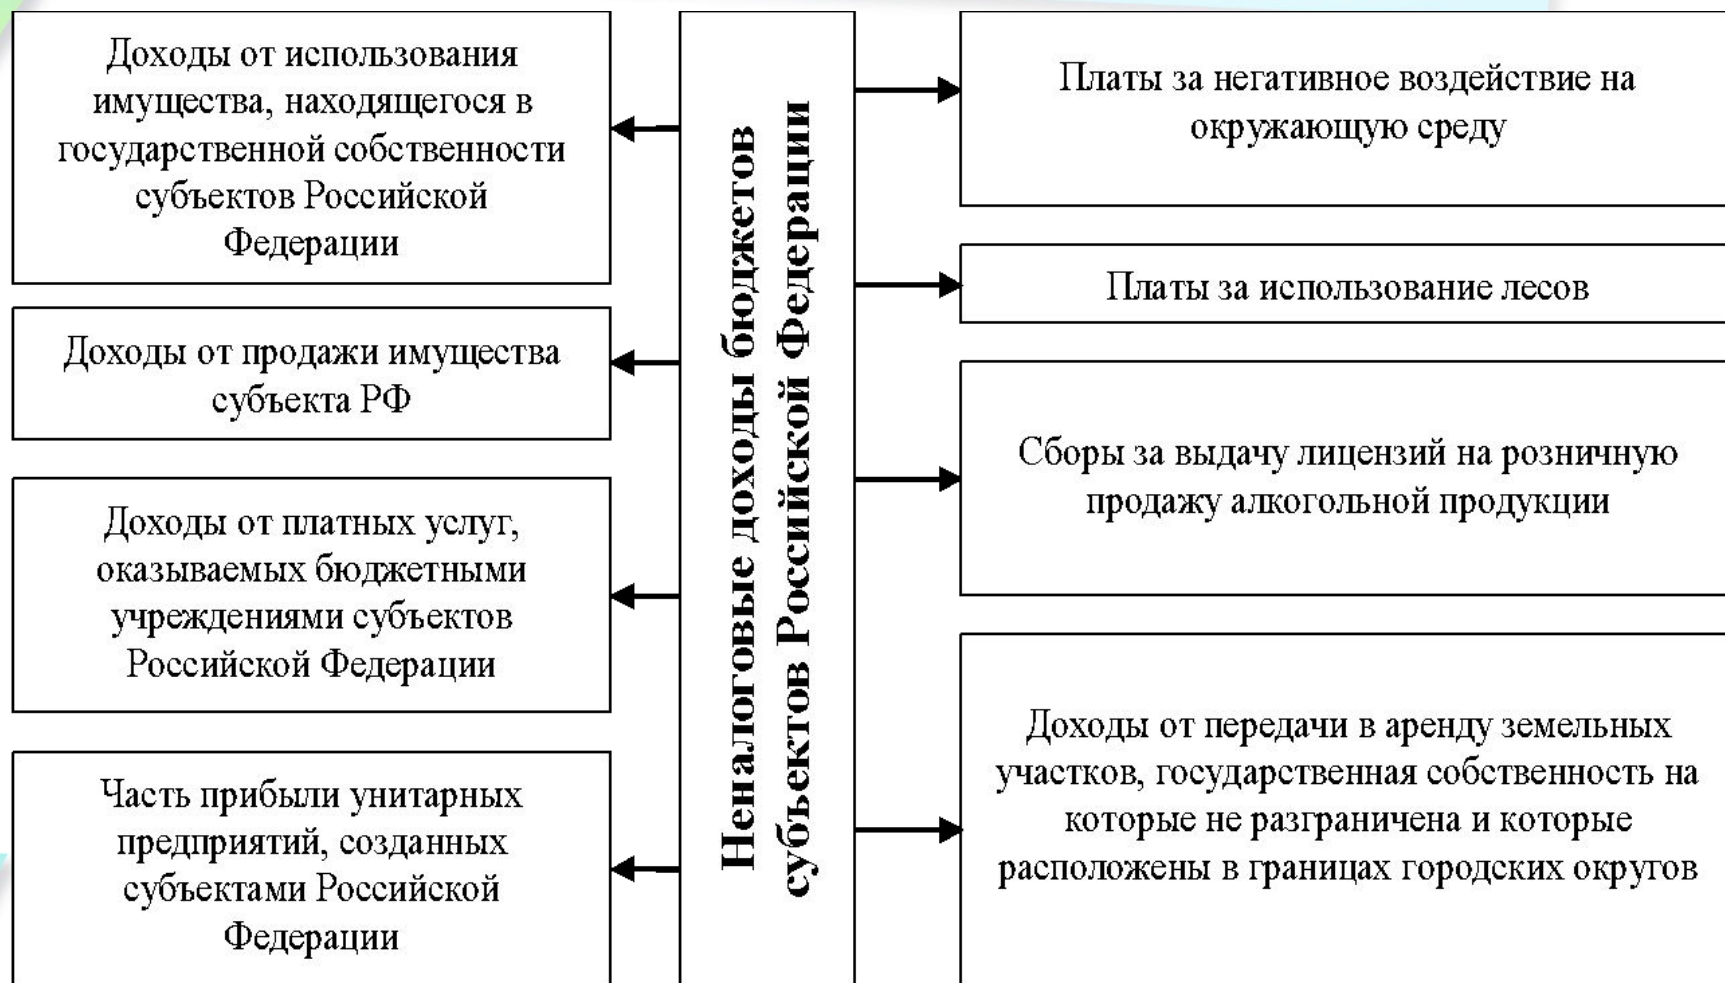 Доходы от использования
имущества, находящегося в
государственной собственности
субъектов Российской
Федерации
Доходы от продажи имущества
субъекта РФ
Доходы от платных услуг,
оказываемых бюджетными
учреждениями субъектов
Российской Федерации
Часть прибыли унитарных
предприятий, созданных
субъектами Российской
Федерации
Неналоговые доходы бюджетов
субъектов Российской Федерации
Платы за негативное воздействие на
окружающую среду
Платы за использование лесов
Сборы за выдачу лицензий на розничную
продажу алкогольной продукции
Доходы от передачи в аренду земельных
участков, государственная собственность на
которые не разграничена и которые
расположены в границах городских округов